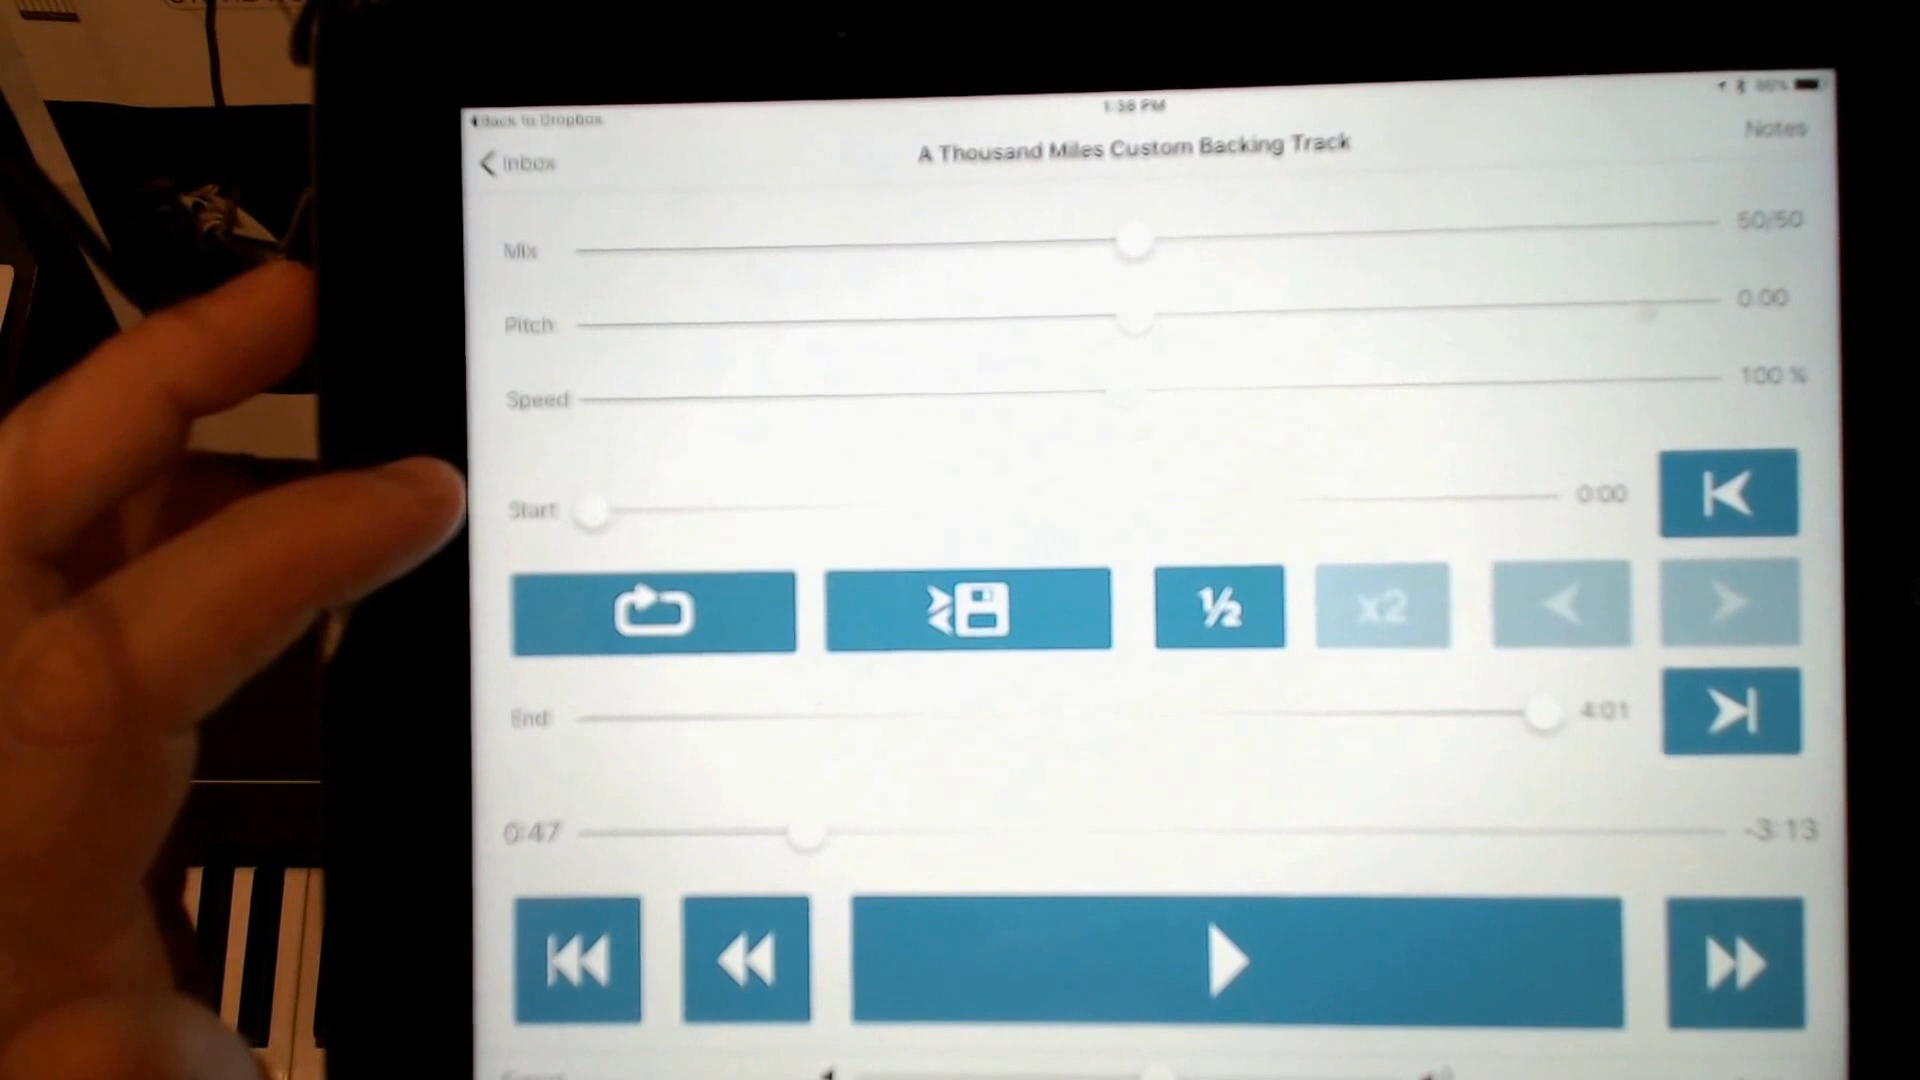 Back to Dropbox
1:38 PM
86%
Inbox
A Thousand Miles Custom Backing Track
Notes
Mix
50/50
Pitch
0.00
Speed
100 %
Start
0:00
½
x2
End
4:01
0:47
-3:13